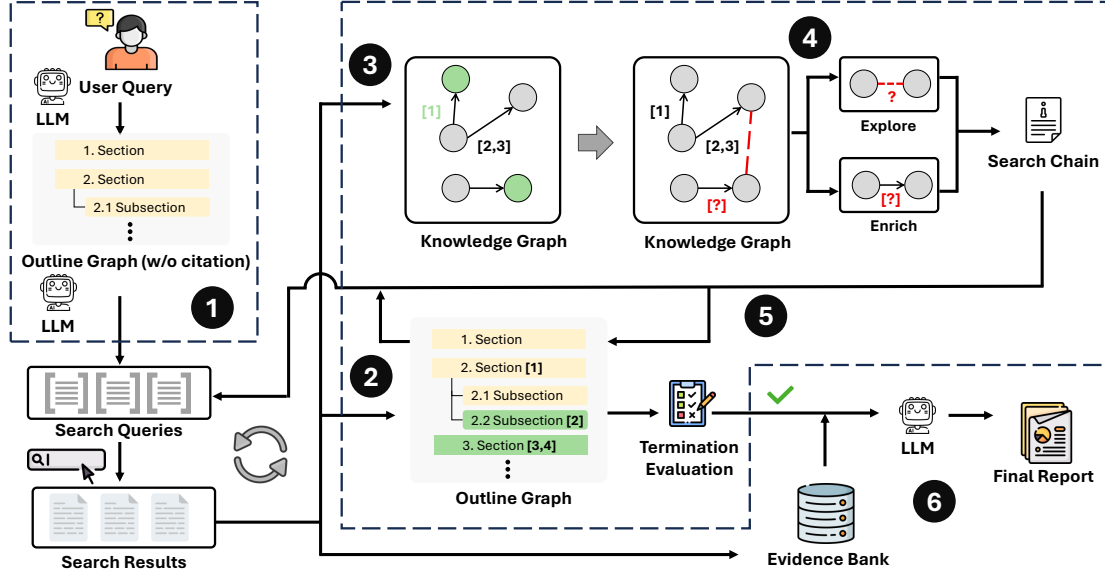 ?
User Query
LLM
1. Section
2. Section
2.1 Subsection
Outline Graph (w/o citation)
LLM
1
Search Queries
Search Results
3
[1]
[2,3]
Knowledge Graph
[1]
[2,3]
[?]
Knowledge Graph
4
?
Explore
[?]
Enrich
Search Chain
5
2
1. Section
2. Section [1]
2.1 Subsection
2.2 Subsection [2]
3. Section [3,4]
Outline Graph
Termination
Evaluation
LLM
Final Report
6
Evidence Bank